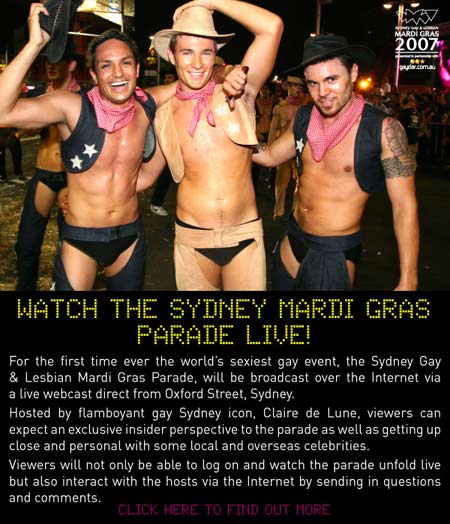 SYDNEY GAY & LESBIAN
MARDI GRAS
2007
gaydar.com.au
WATCH THE SYDNEY MARDI GRAS
PARADE LIVE!
For the first time ever the world's sexiest gay event, the Sydney Gay
& Lesbian Mardi Gras Parade, will be broadcast over the Internet via
a live webcast direct from Oxford Street, Sydney.
Hosted by flamboyant gay Sydney icon, Claire de Lune, viewers can
expect an exclusive insider perspective to the parade as well as getting up
close and personal with some local and overseas celebrities.
Viewers will not only be able to log on and watch the parade unfold live
but also interact with the hosts via the Internet by sending in questions
and comments.
CLICK HERE TO FIND OUT MORE